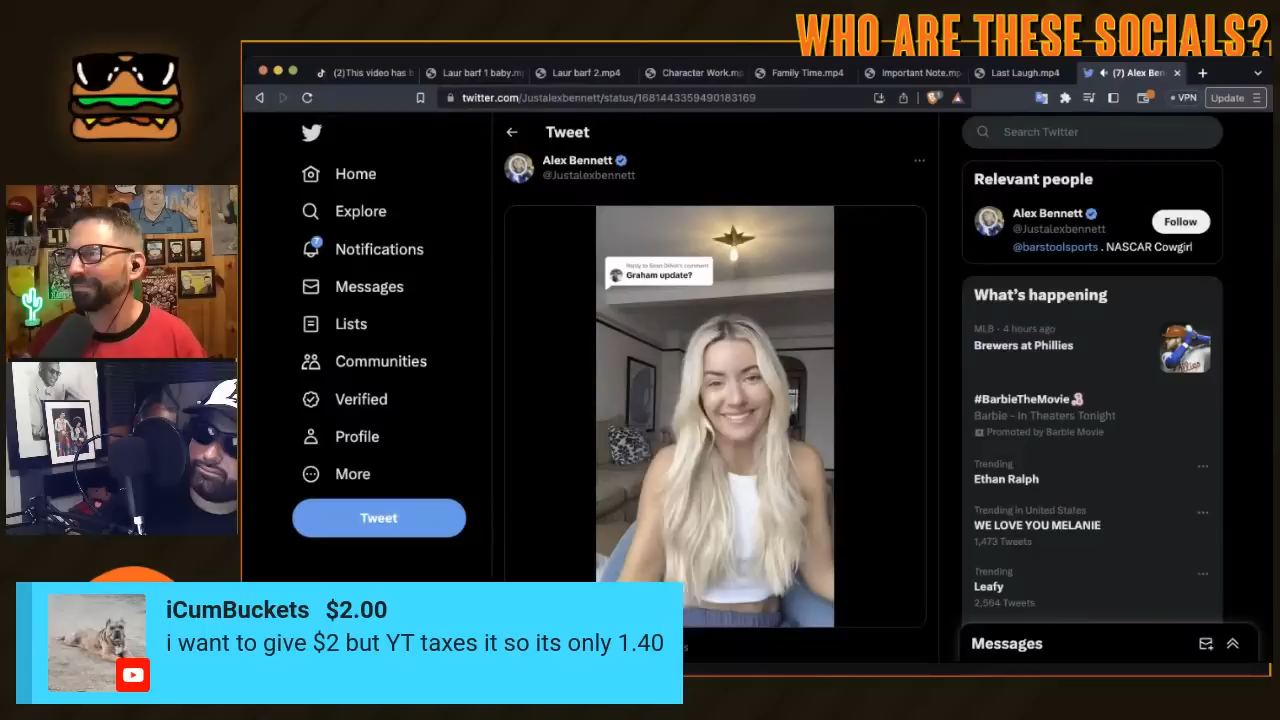 WHO ARE THESE SOCIALS?
(2)This video has b
Laur barf 1 baby.m
Laur barf 2.mp4
Character Work.m
Family Time.mp4
Important Note.m
Last Laugh.mp4
(7) Alex Ben
twitter.com/Justalexbennett/status/1681443359490183169
VPN
Update
Home
Explore
7
Notifications
Messages
Lists
Communities
Verified
Profile
More
Tweet
Tweet
Alex Bennett
@Justalexbennett
Graham update?
Search Twitter
Relevant people
Alex Bennett
@Justalexbennett
Follow
@barstoolsports . NASCAR Cowgirl
What's happening
MLB · 4 hours ago
Brewers at Phillies
#BarbieTheMovie
Barbie - In Theaters Tonight
Promoted by Barbie Movie
Trending
Ethan Ralph
Trending in United States
WE LOVE YOU MELANIE
1,473 Tweets
Trending
Leafy
2,564 Tweets
Messages
iCumBuckets $2.00
i want to give $2 but YT taxes it so its only 1.40